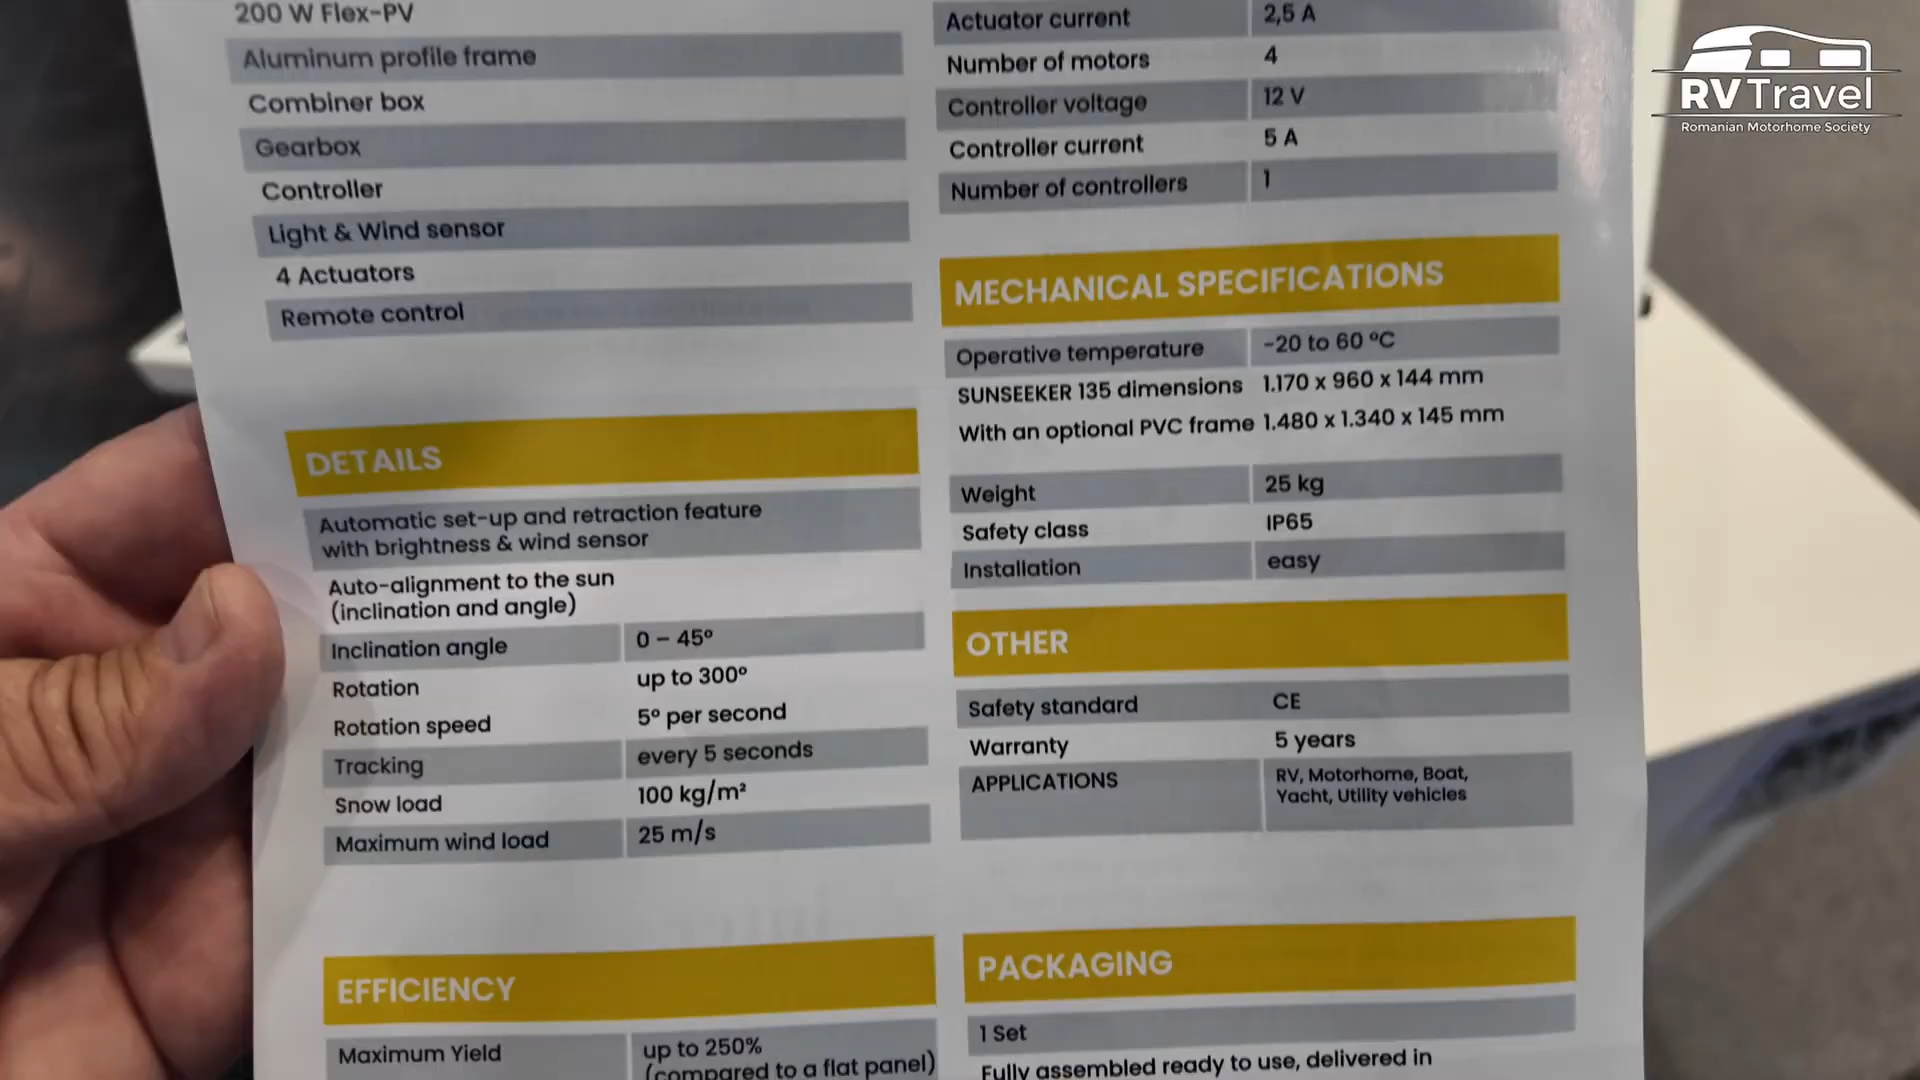 200 W Flex-PV
Aluminum profile frame
Combiner box
Gearbox
Controller
Light & Wind sensor
4 Actuators
Remote control
DETAILS
Automatic set-up and retraction feature
with brightness & wind sensor
Auto-alignment to the sun
(inclination and angle)
Inclination angle 0 – 45º
Rotation up to 300º
Rotation speed 5º per second
Tracking every 5 seconds
Snow load 100 kg/m²
Maximum wind load 25 m/s
EFFICIENCY
Maximum Yield up to 250%
(compared to a flat panel)
Actuator current 2,5 A
Number of motors 4
Controller voltage 12 V
Controller current 5 A
Number of controllers 1
MECHANICAL SPECIFICATIONS
Operative temperature -20 to 60 ºC
SUNSEEKER 135 dimensions 1.170 x 960 x 144 mm
With an optional PVC frame 1.480 x 1.340 x 145 mm
Weight 25 kg
Safety class IP65
Installation easy
OTHER
Safety standard CE
Warranty 5 years
APPLICATIONS RV, Motorhome, Boat,
Yacht, Utility vehicles
PACKAGING
1 Set
Fully assembled ready to use, delivered in
RVTravel
Romanian Motorhome Society